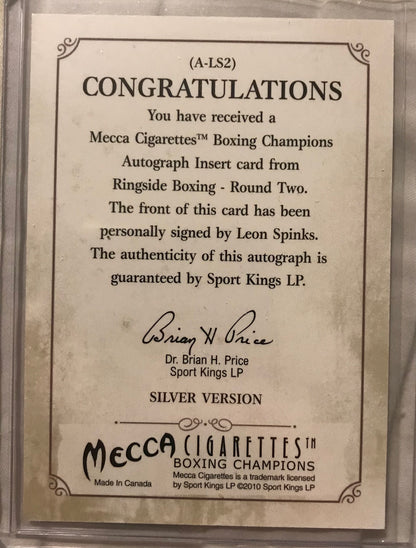 (A-LS2)
CONGRATULATIONS
You have received a
Mecca Cigarettes™ Boxing Champions
Autograph Insert card from
Ringside Boxing - Round Two.
The front of this card has been
personally signed by Leon Spinks.
The authenticity of this autograph is
guaranteed by Sport Kings LP.
Brian H Price
Dr. Brian H. Price
Sport Kings LP
SILVER VERSION
MECCA CIGARETTES™
BOXING CHAMPIONS
Made In Canada
Mecca Cigarettes is a trademark licensed
by Sport Kings LP ©2010 Sport Kings LP